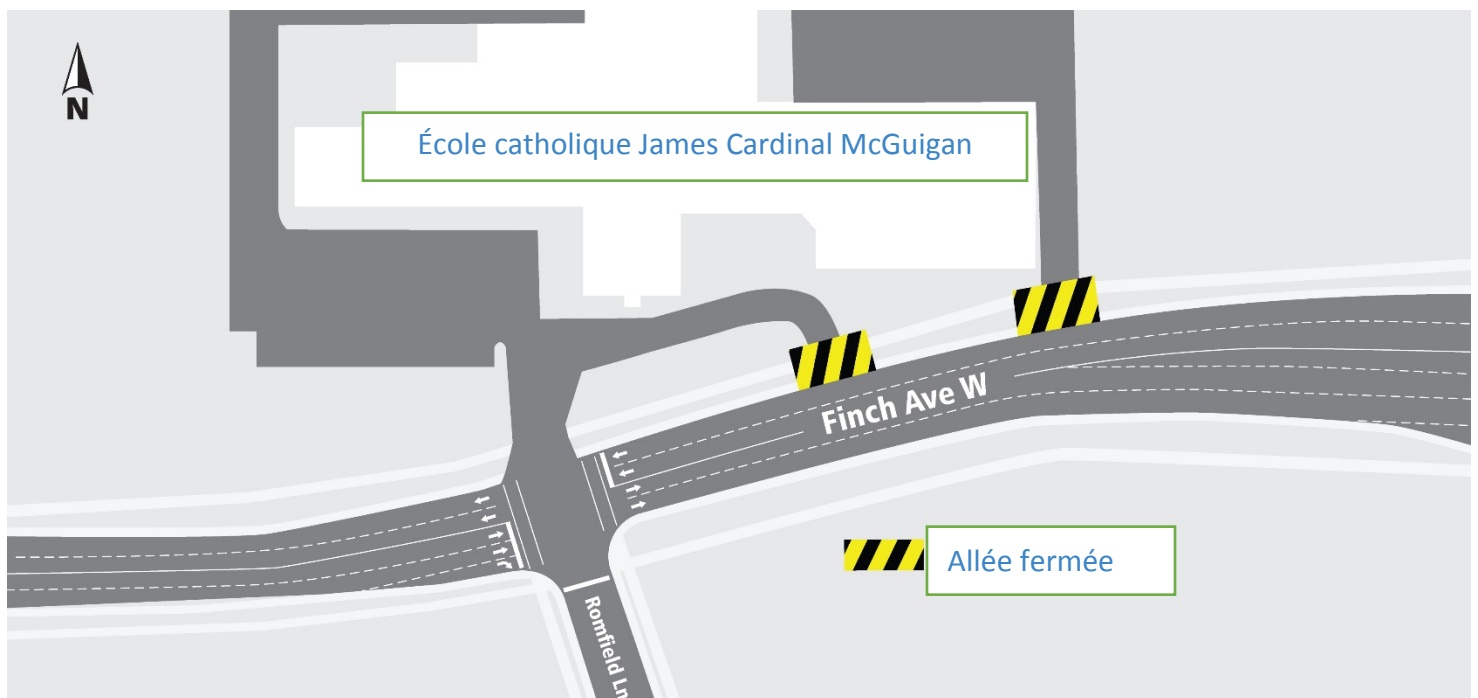 N
École catholique James Cardinal McGuigan
Finch Ave W
Allée fermée
Romfield Ln